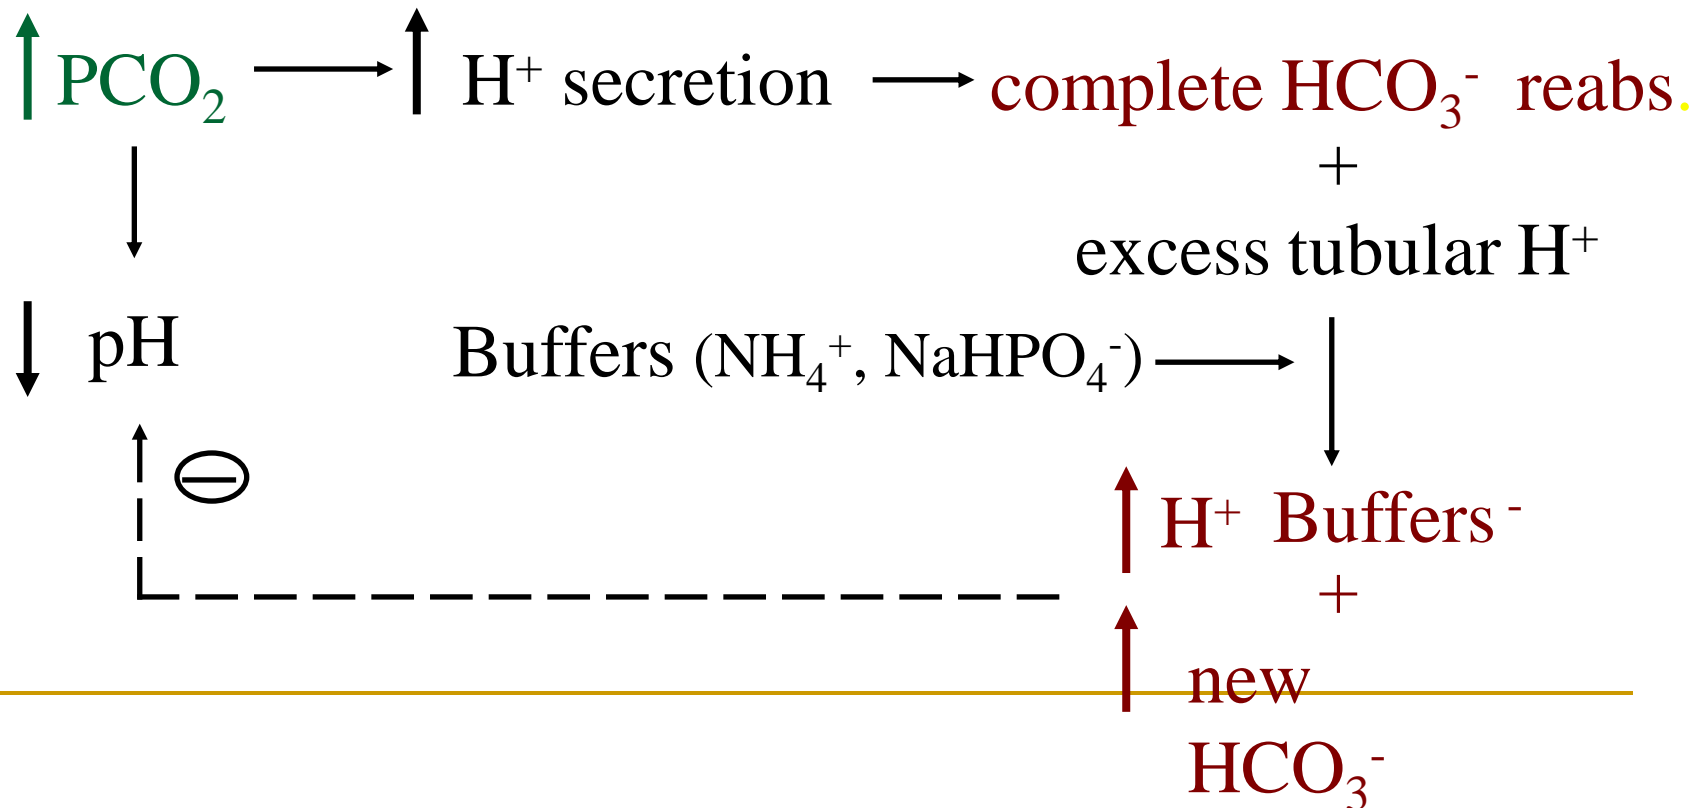 ↑ PCO₂ → ↑ H⁺ secretion → complete HCO₃⁻ reabs.
+
excess tubular H⁺
↓ pH
Buffers (NH₄⁺, NaHPO₄⁻) →
H⁺ Buffers⁻
+
new
HCO₃⁻